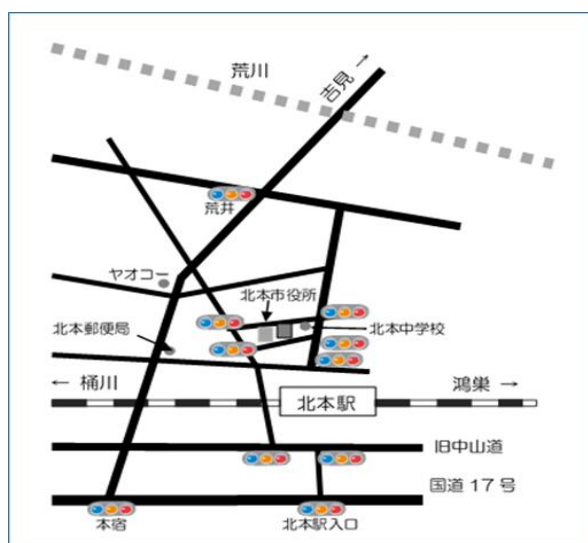 荒川
吉見 →
荒井
ヤオコー
北本市役所
北本郵便局
北本中学校
← 桶川
鴻巣 →
北本駅
旧中山道
国道 17 号
本宿
北本駅入口